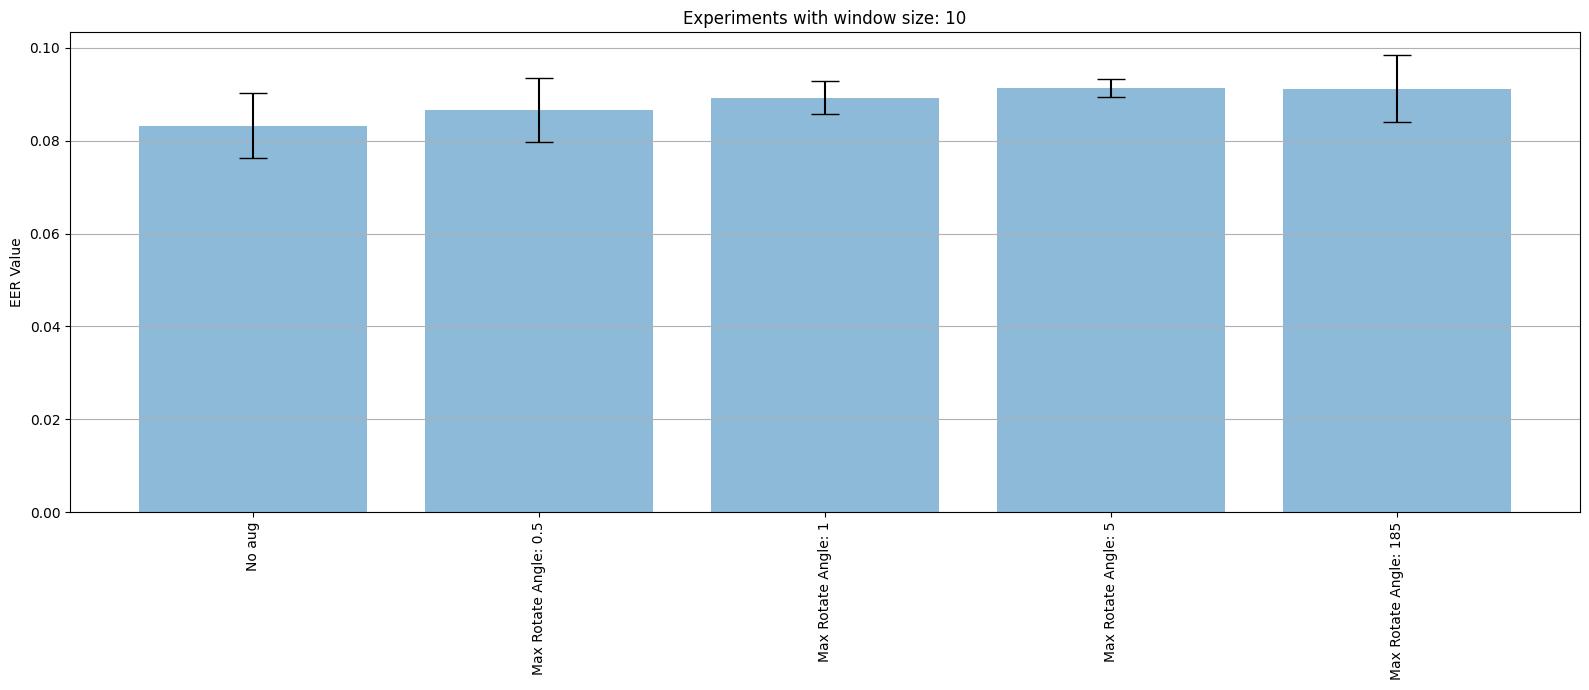 Experiments with window size: 10
0.10
0.08
0.06
0.04
0.02
0.00
EER Value
No aug
Max Rotate Angle: 0.5
Max Rotate Angle: 1
Max Rotate Angle: 5
Max Rotate Angle: 185